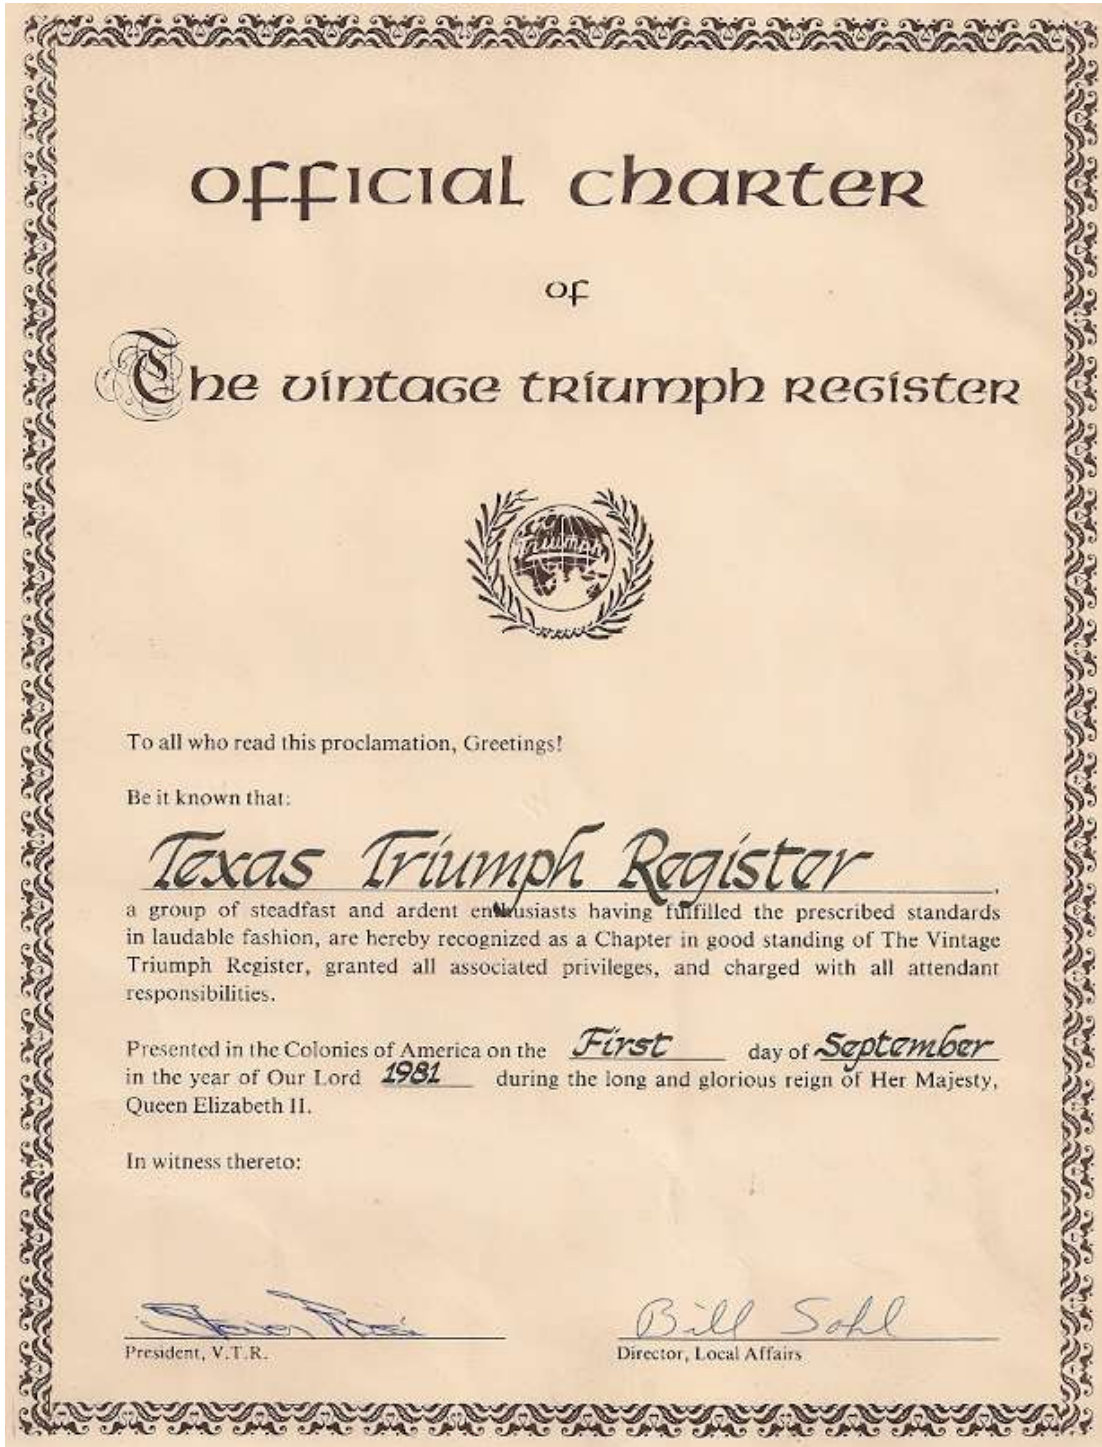 official charter
of
The vintage triumph register
Triumph
To all who read this proclamation, Greetings!
Be it known that:
Texas Triumph Register,
a group of steadfast and ardent enthusiasts having fulfilled the prescribed standards
in laudable fashion, are hereby recognized as a Chapter in good standing of The Vintage
Triumph Register, granted all associated privileges, and charged with all attendant
responsibilities.
Presented in the Colonies of America on the First day of September
in the year of Our Lord 1981 during the long and glorious reign of Her Majesty,
Queen Elizabeth II.
In witness thereto:
Bill Sohl
President, V.T.R. Director, Local Affairs